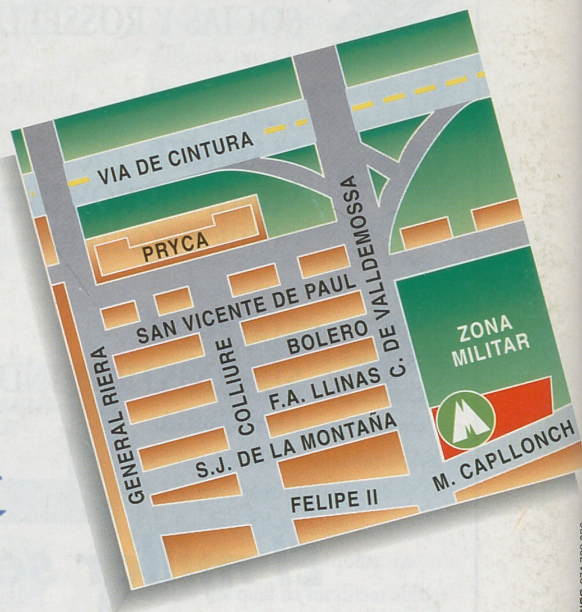 VIA DE CINTURA
PRYCA
C. DE VALLDEMOSSA
SAN VICENTE DE PAUL
GENERAL RIERA
COLLIURE
BOLERO
F.A. LLINAS
S.J. DE LA MONTAÑA
FELIPE II
ZONA
MILITAR
M. CAPLLONCH